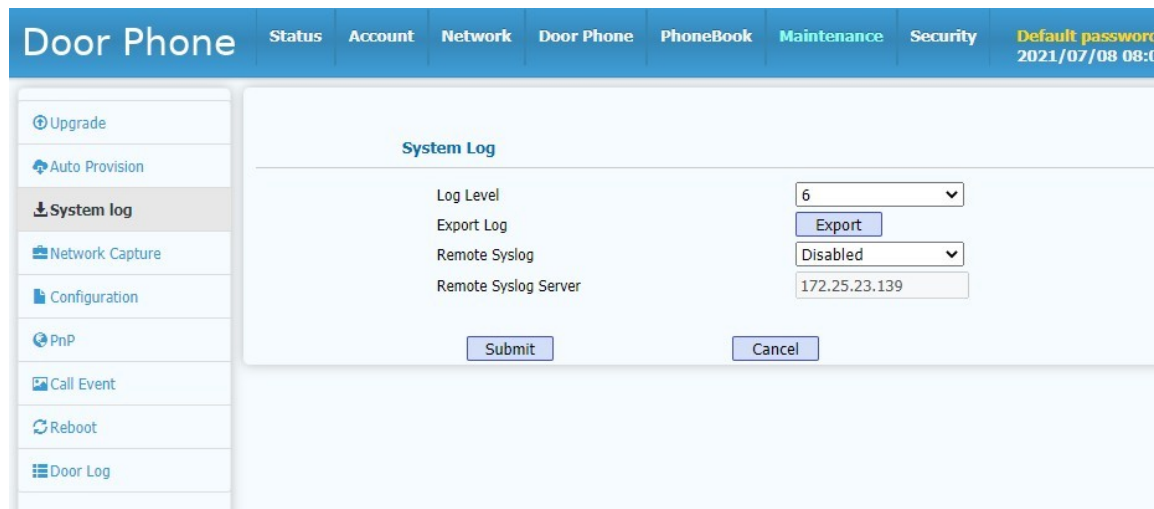 Door Phone
Status Account Network Door Phone PhoneBook Maintenance Security Default password
2021/07/08 08:0
Upgrade
Auto Provision
System log
Network Capture
Configuration
PnP
Call Event
Reboot
Door Log
System Log
Log Level 6
Export Log Export
Remote Syslog Disabled
Remote Syslog Server 172.25.23.139
Submit Cancel